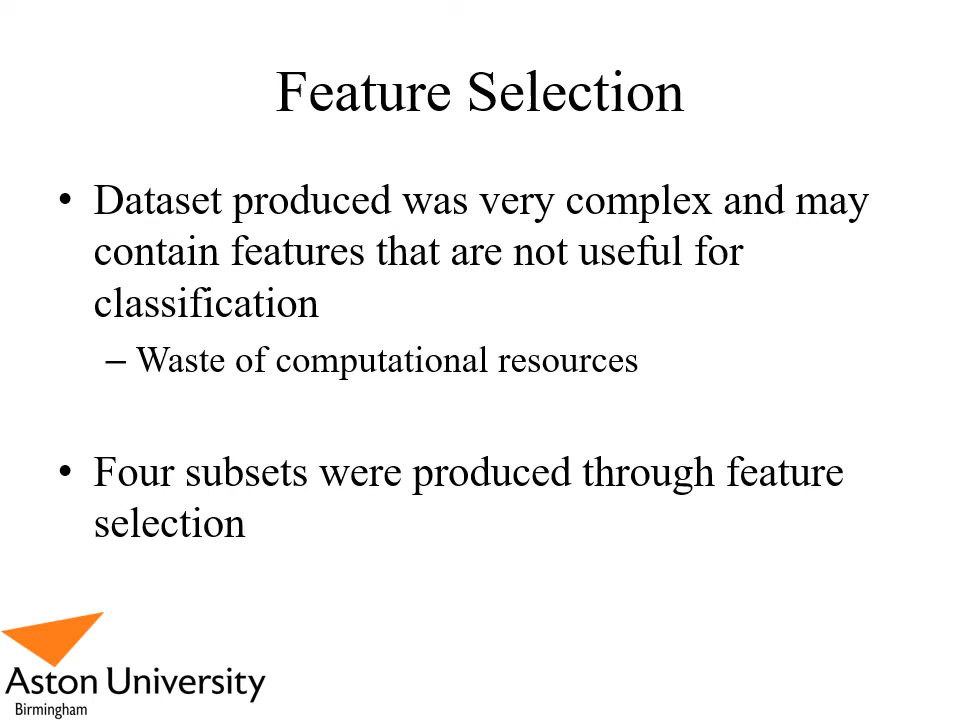 Feature Selection
• Dataset produced was very complex and may
contain features that are not useful for
classification
– Waste of computational resources
• Four subsets were produced through feature
selection
Aston University
Birmingham